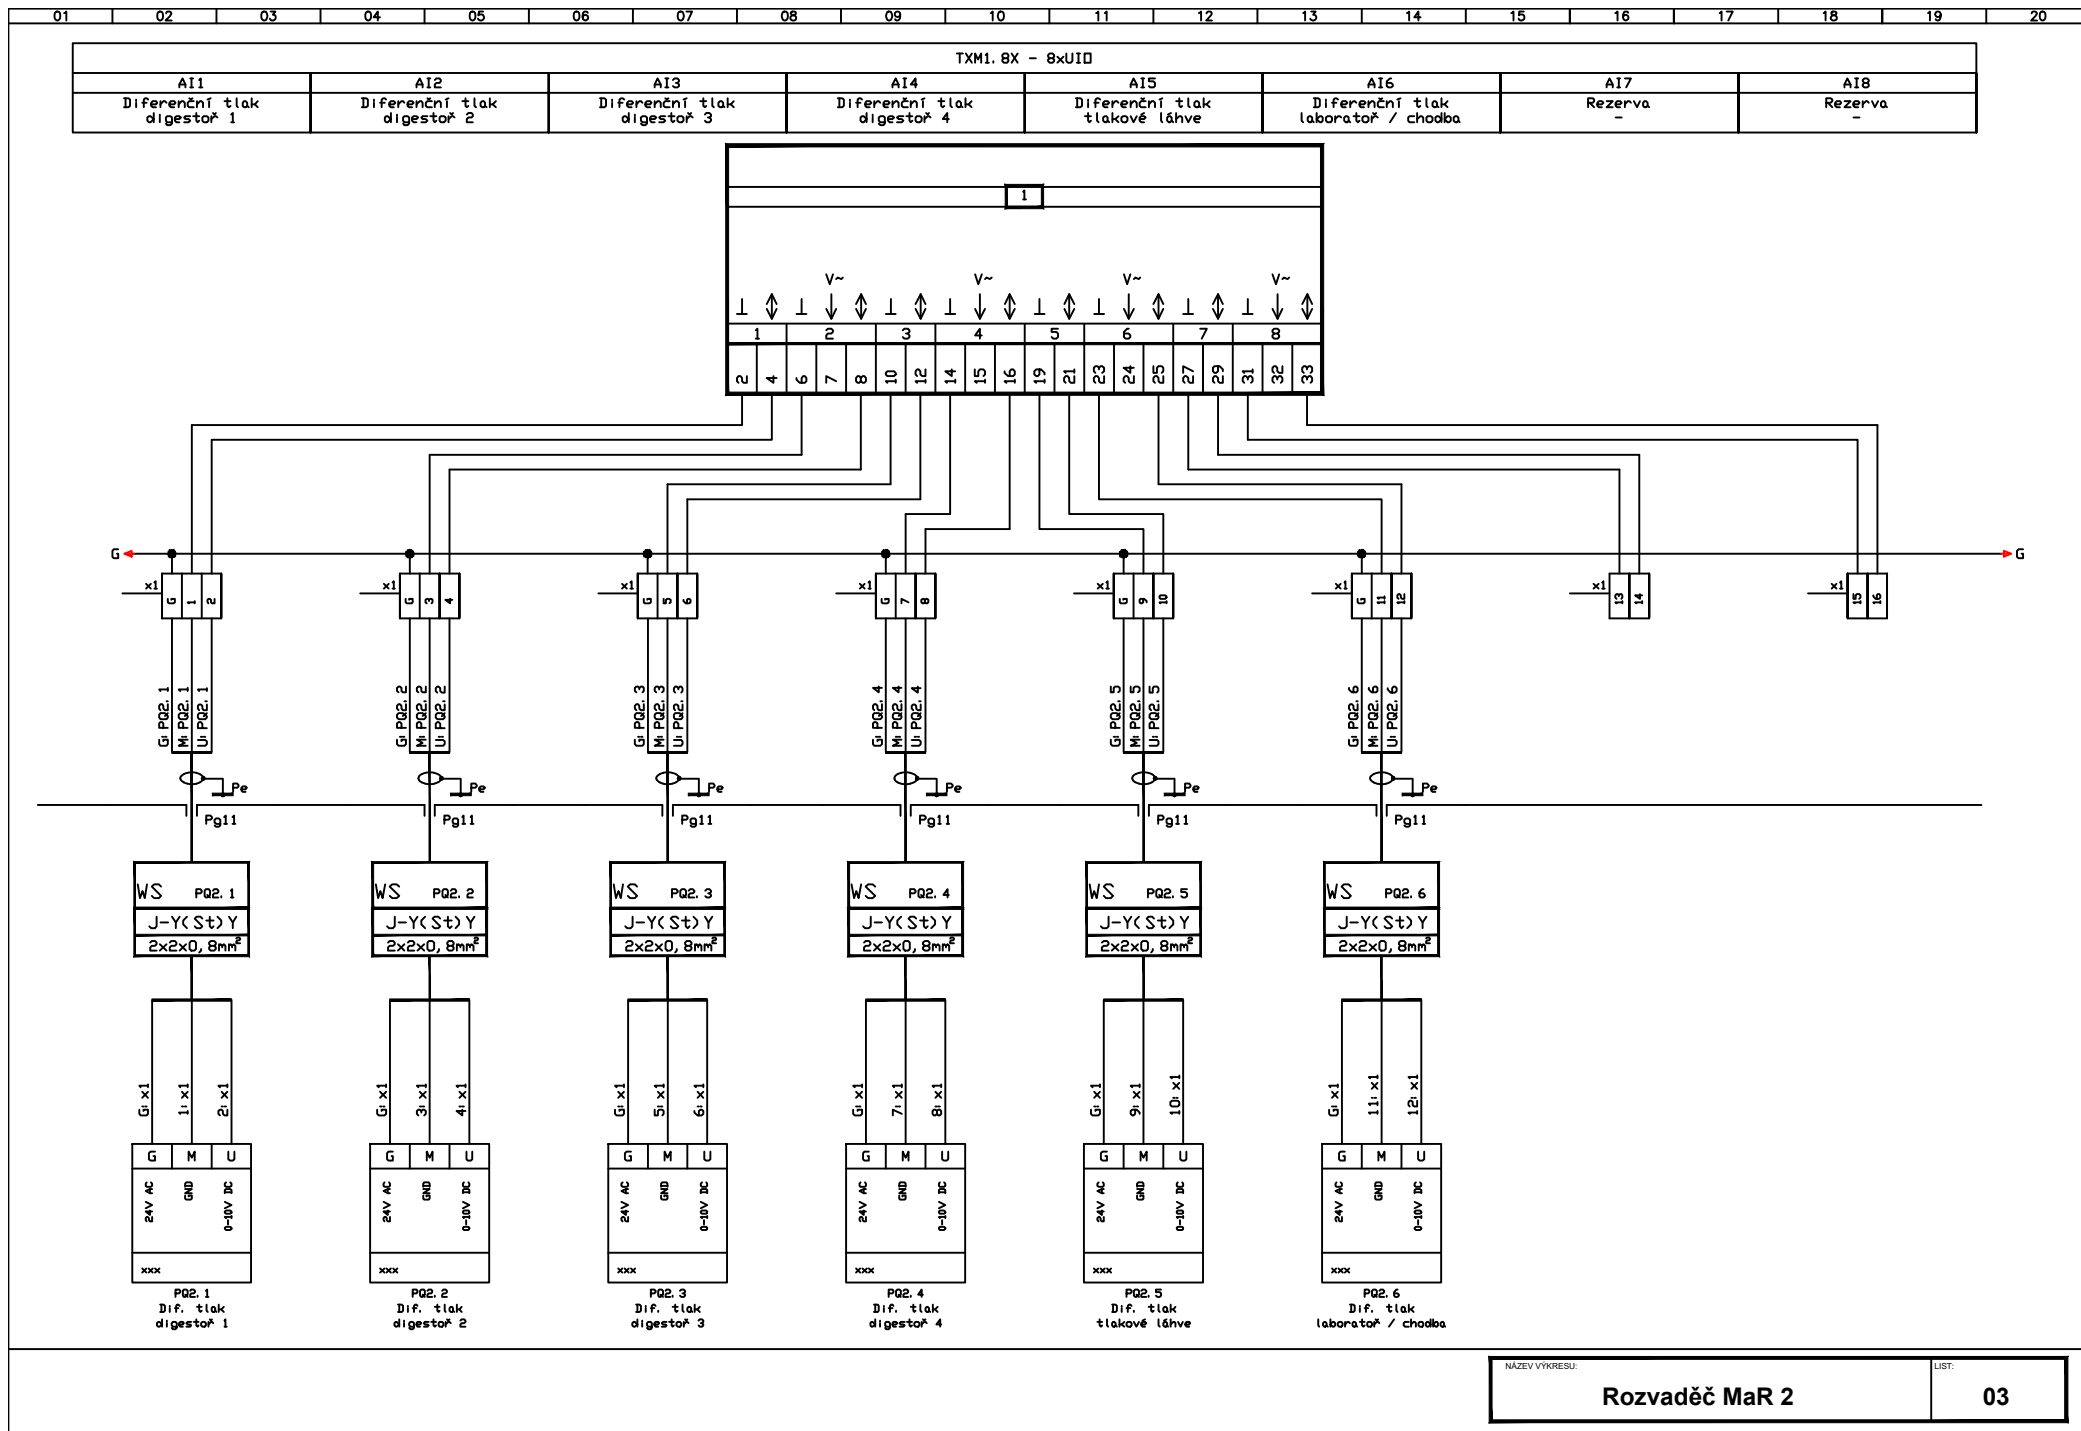 01 02 03 04 05 06 07 08 09 10 11 12 13 14 15 16 17 18 19 20
TXM1.8X - 8xUIO
AI1 AI2 AI3 AI4 AI5 AI6 AI7 AI8
Diferenční tlak Diferenční tlak Diferenční tlak Diferenční tlak Diferenční tlak Diferenční tlak Rezerva Rezerva
digestoř 1 digestoř 2 digestoř 3 digestoř 4 tlakové láhve laboratoř / chodba - -
1
V~ V~ V~ V~
1 2 3 4 5 6 7 8
2 4 6 7 8 10 12 14 15 16 19 21 23 24 25 27 29 31 32 33
G G
x1 x1 x1 x1 x1 x1 x1 x1
G 1 2 G 3 4 G 5 6 G 7 8 G 9 10 G 11 12 13 14 15 16
G: PQ2.1 M: PQ2.1 U: PQ2.1 G: PQ2.2 M: PQ2.2 U: PQ2.2 G: PQ2.3 M: PQ2.3 U: PQ2.3 G: PQ2.4 M: PQ2.4 U: PQ2.4 G: PQ2.5 M: PQ2.5 U: PQ2.5 G: PQ2.6 M: PQ2.6 U: PQ2.6
Pe Pe Pe Pe Pe Pe
Pg11 Pg11 Pg11 Pg11 Pg11 Pg11
WS PQ2.1 WS PQ2.2 WS PQ2.3 WS PQ2.4 WS PQ2.5 WS PQ2.6
J-Y(St)Y J-Y(St)Y J-Y(St)Y J-Y(St)Y J-Y(St)Y J-Y(St)Y
2x2x0,8mm² 2x2x0,8mm² 2x2x0,8mm² 2x2x0,8mm² 2x2x0,8mm² 2x2x0,8mm²
G: x1 1: x1 2: x1 G: x1 3: x1 4: x1 G: x1 5: x1 6: x1 G: x1 7: x1 8: x1 G: x1 9: x1 10: x1 G: x1 11: x1 12: x1
G M U G M U G M U G M U G M U G M U
24V AC GND 0-10V DC 24V AC GND 0-10V DC 24V AC GND 0-10V DC 24V AC GND 0-10V DC 24V AC GND 0-10V DC 24V AC GND 0-10V DC
xxx xxx xxx xxx xxx xxx
PQ2.1 PQ2.2 PQ2.3 PQ2.4 PQ2.5 PQ2.6
Dif. tlak Dif. tlak Dif. tlak Dif. tlak Dif. tlak Dif. tlak
digestoř 1 digestoř 2 digestoř 3 digestoř 4 tlakové láhve laboratoř / chodba
NÁZEV VÝKRESU: LIST:
Rozvaděč MaR 2 03